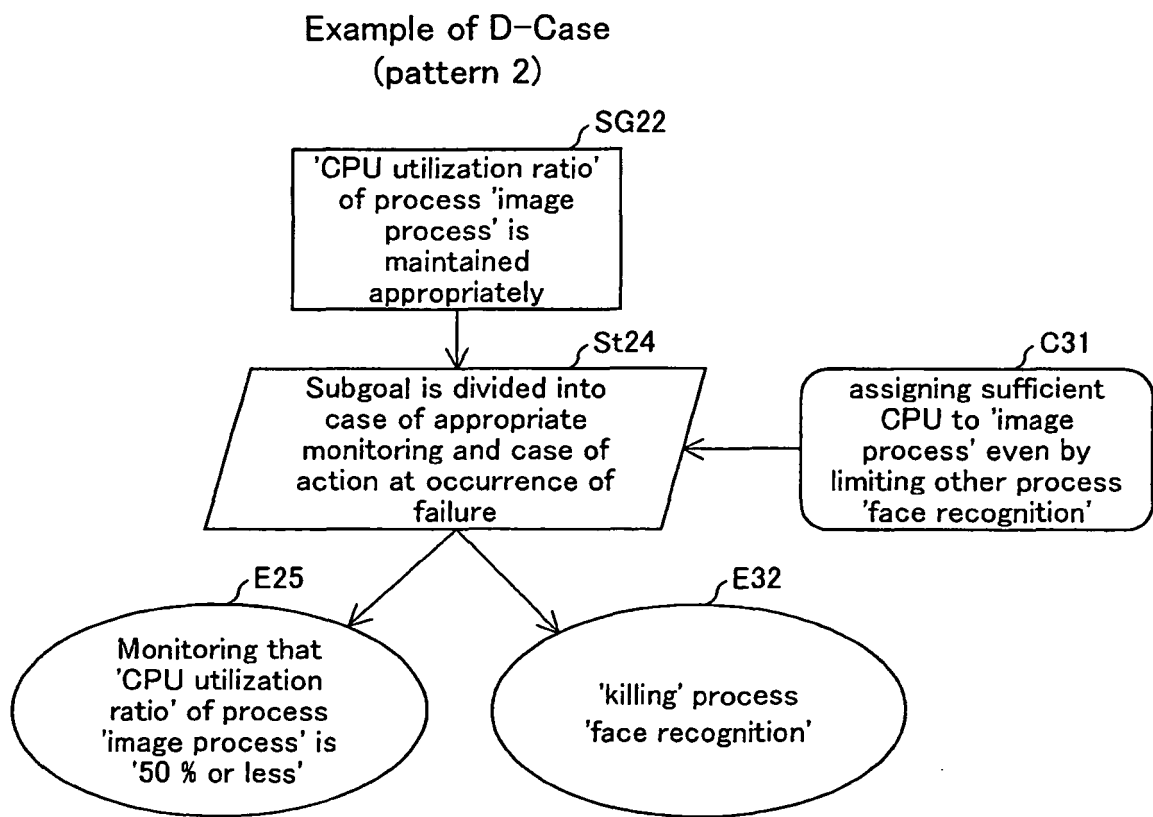 Example of D-Case
(pattern 2)
SG22
'CPU utilization ratio'
of process 'image
process' is
maintained
appropriately
St24
Subgoal is divided into
case of appropriate
monitoring and case of
action at occurrence of
failure
C31
assigning sufficient
CPU to 'image
process' even by
limiting other process
'face recognition'
E25
Monitoring that
'CPU utilization
ratio' of process
'image process' is
'50 % or less'
E32
'killing' process
'face recognition'